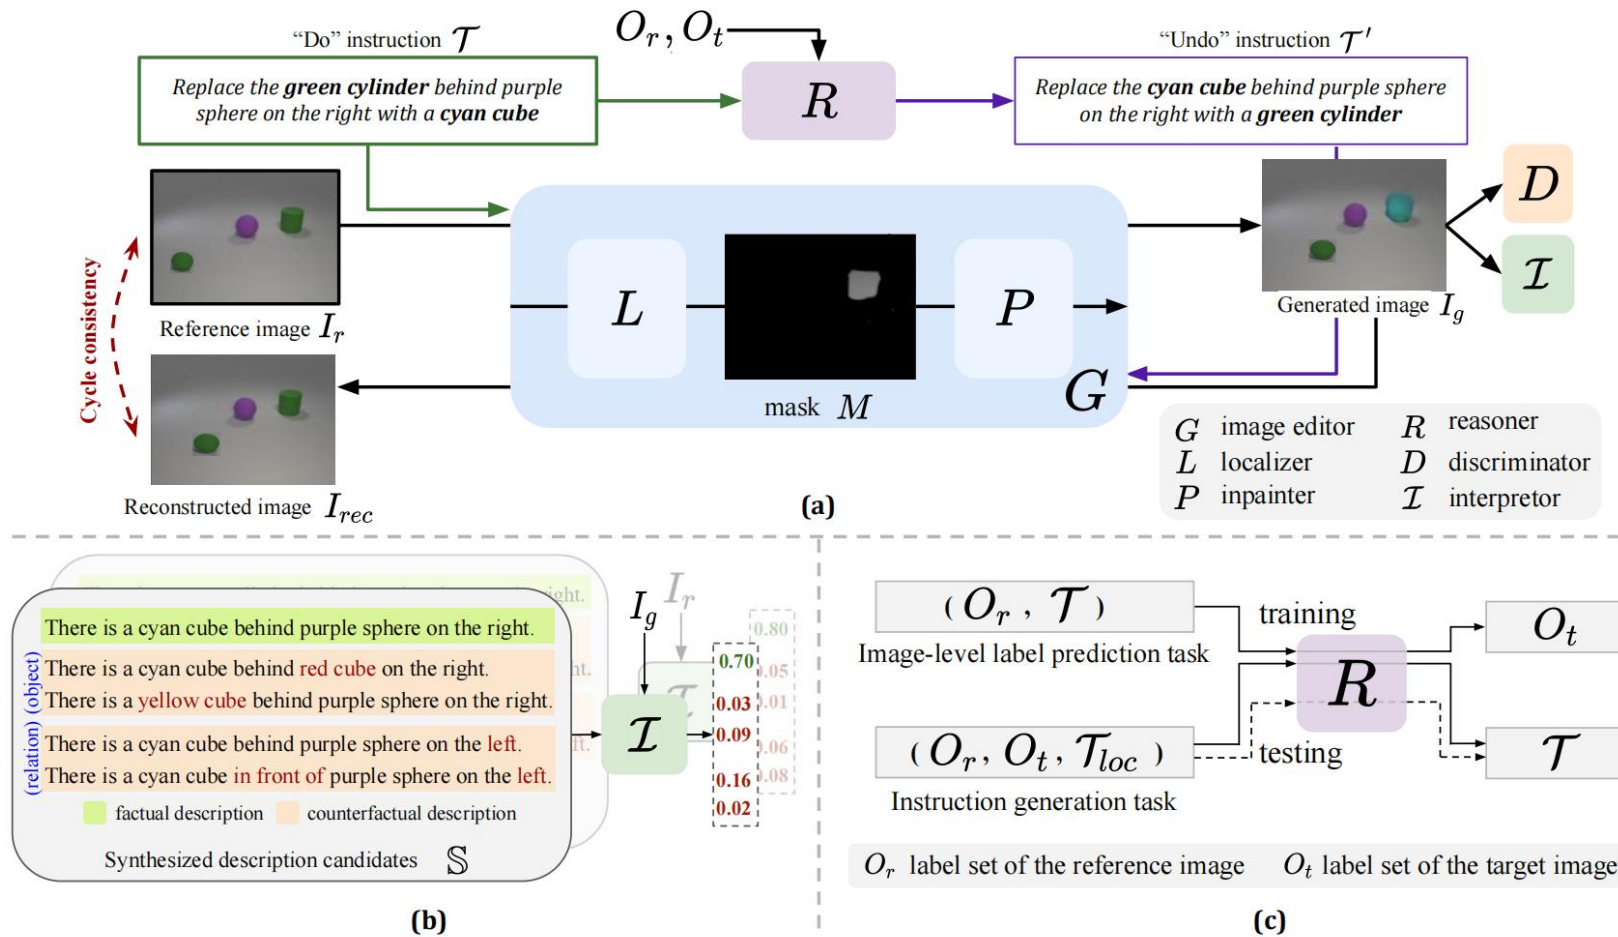 "Do" instruction 𝒯
O_r, O_t
"Undo" instruction 𝒯′
Replace the green cylinder behind purple
sphere on the right with a cyan cube
R
Replace the cyan cube behind purple sphere
on the right with a green cylinder
D
ℐ
L
P
G
mask M
Cycle consistency
Reference image I_r
Generated image I_g
Reconstructed image I_rec
G image editor
R reasoner
L localizer
D discriminator
P inpainter
ℐ interpretor
(a)
There is a cyan cube behind purple sphere on the right.
(object)
There is a cyan cube behind red cube on the right.
There is a yellow cube behind purple sphere on the right.
(relation)
There is a cyan cube behind purple sphere on the left.
There is a cyan cube in front of purple sphere on the left.
factual description
counterfactual description
Synthesized description candidates 𝕊
right.
ht.
ft.
I_g
I_r
ℐ
ℐ
0.70
0.03
0.09
0.16
0.02
0.80
0.05
0.01
0.06
0.08
(b)
( O_r , 𝒯 )
Image-level label prediction task
training
R
O_t
( O_r, O_t, 𝒯_loc )
Instruction generation task
testing
𝒯
O_r label set of the reference image
O_t label set of the target image
(c)